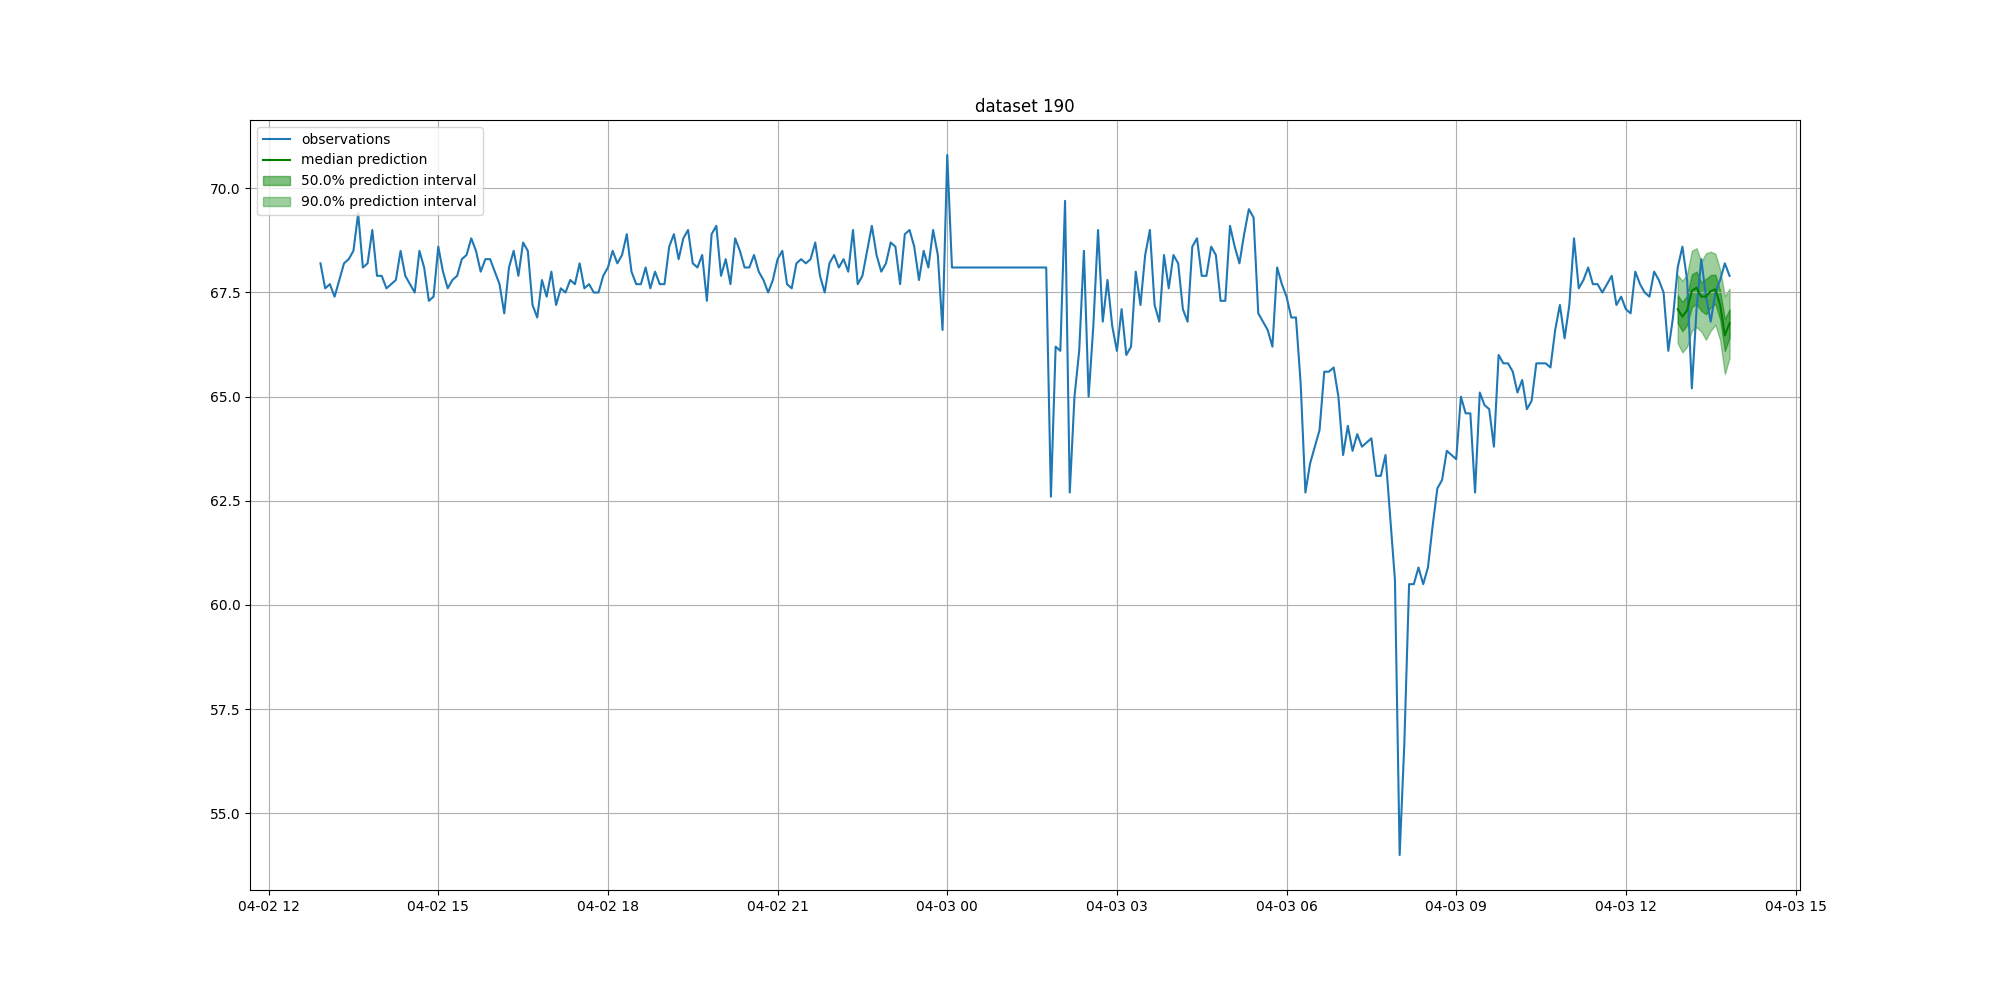 dataset 190
observations
median prediction
50.0% prediction interval
90.0% prediction interval
70.0
67.5
65.0
62.5
60.0
57.5
55.0
04-02 12 04-02 15 04-02 18 04-02 21 04-03 00 04-03 03 04-03 06 04-03 09 04-03 12 04-03 15